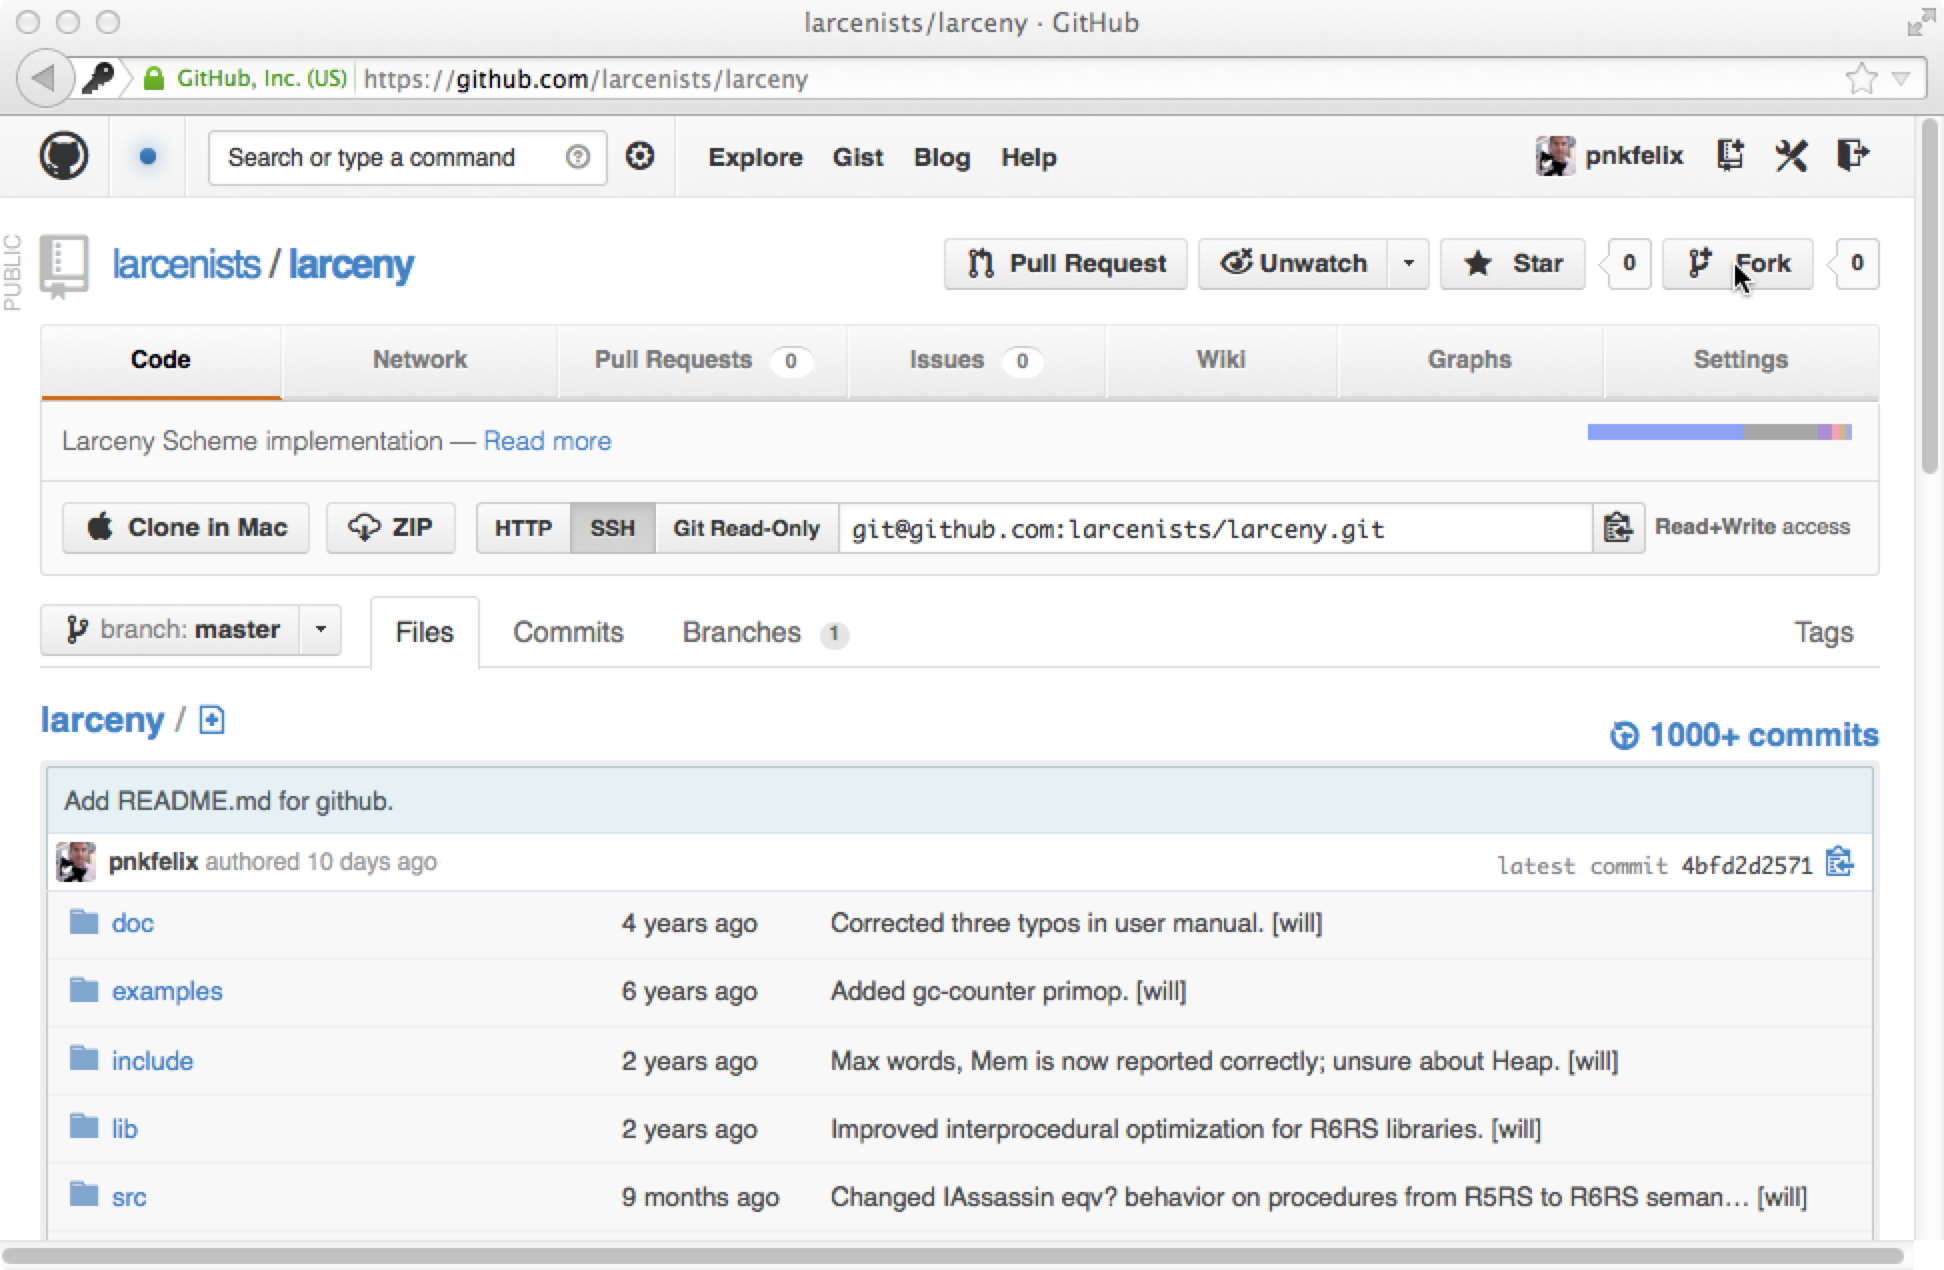 larcenists/larceny · GitHub
GitHub, Inc. (US) https://github.com/larcenists/larceny
Search or type a command Explore Gist Blog Help pnkfelix
PUBLIC
larcenists / larceny Pull Request Unwatch Star 0 Fork 0
Code Network Pull Requests 0 Issues 0 Wiki Graphs Settings
Larceny Scheme implementation — Read more
Clone in Mac ZIP HTTP SSH Git Read-Only git@github.com:larcenists/larceny.git Read+Write access
branch: master Files Commits Branches 1 Tags
larceny / 1000+ commits
Add README.md for github.
pnkfelix authored 10 days ago latest commit 4bfd2d2571
doc 4 years ago Corrected three typos in user manual. [will]
examples 6 years ago Added gc-counter primop. [will]
include 2 years ago Max words, Mem is now reported correctly; unsure about Heap. [will]
lib 2 years ago Improved interprocedural optimization for R6RS libraries. [will]
src 9 months ago Changed IAssassin eqv? behavior on procedures from R5RS to R6RS seman… [will]